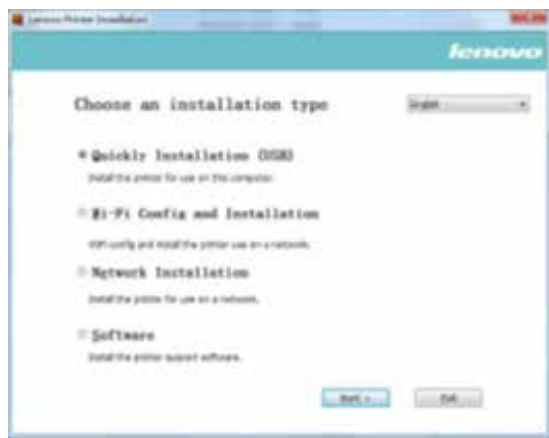 Lenovo Printer Installation
lenovo
Choose an installation type
English
Quickly Installation (USB)
Install the printer for use on this computer.
Wi-Fi Config and Installation
WiFi config and install the printer use on a network.
Network Installation
Install the printer for use on a network.
Software
Install the printer support software.
Start >
Exit